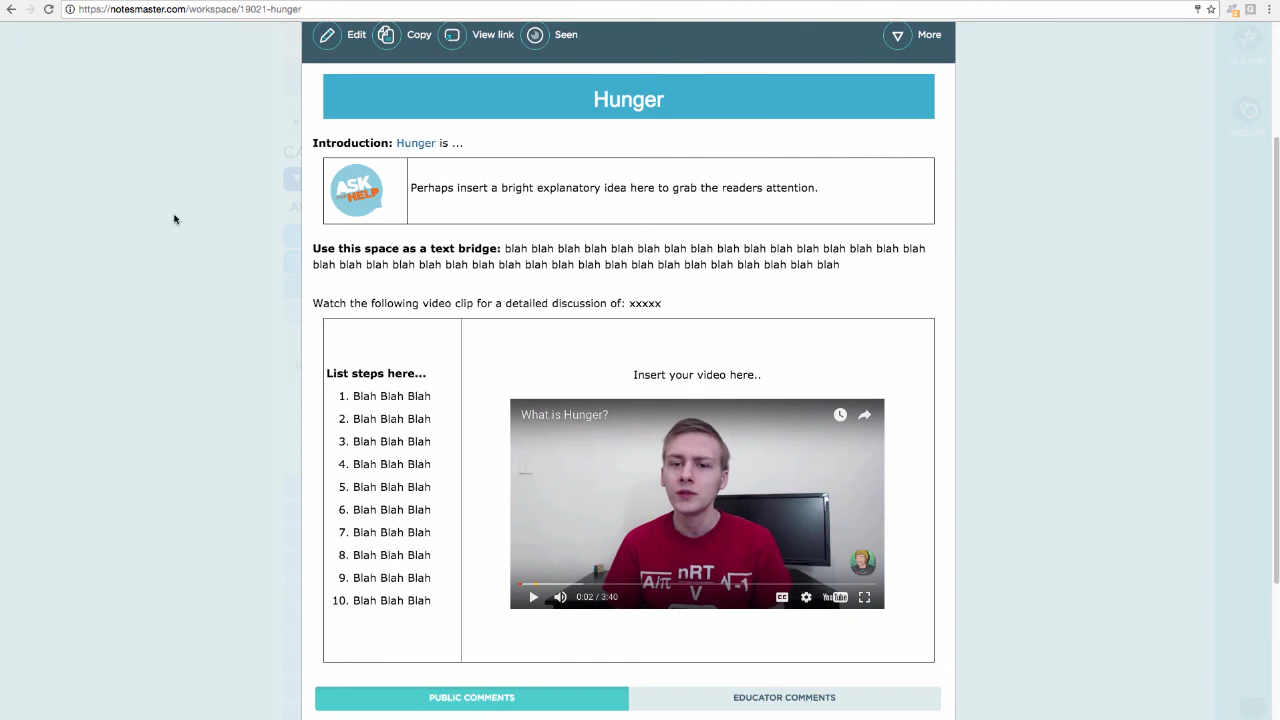 https://notesmaster.com/workspace/19021-hunger
Edit Copy View link Seen More
Hunger
Introduction: Hunger is ...
ASK
HELP
Perhaps insert a bright explanatory idea here to grab the readers attention.
Use this space as a text bridge: blah blah blah blah blah blah blah blah blah blah blah blah blah blah blah blah
blah blah blah blah blah blah blah blah blah blah blah blah blah blah blah blah blah blah blah blah
Watch the following video clip for a detailed discussion of: xxxxx
List steps here...
1. Blah Blah Blah
2. Blah Blah Blah
3. Blah Blah Blah
4. Blah Blah Blah
5. Blah Blah Blah
6. Blah Blah Blah
7. Blah Blah Blah
8. Blah Blah Blah
9. Blah Blah Blah
10. Blah Blah Blah
Insert your video here..
What is Hunger?
A/π nRT/V √-1
0:02 / 3:40
CC
YouTube
PUBLIC COMMENTS
EDUCATOR COMMENTS